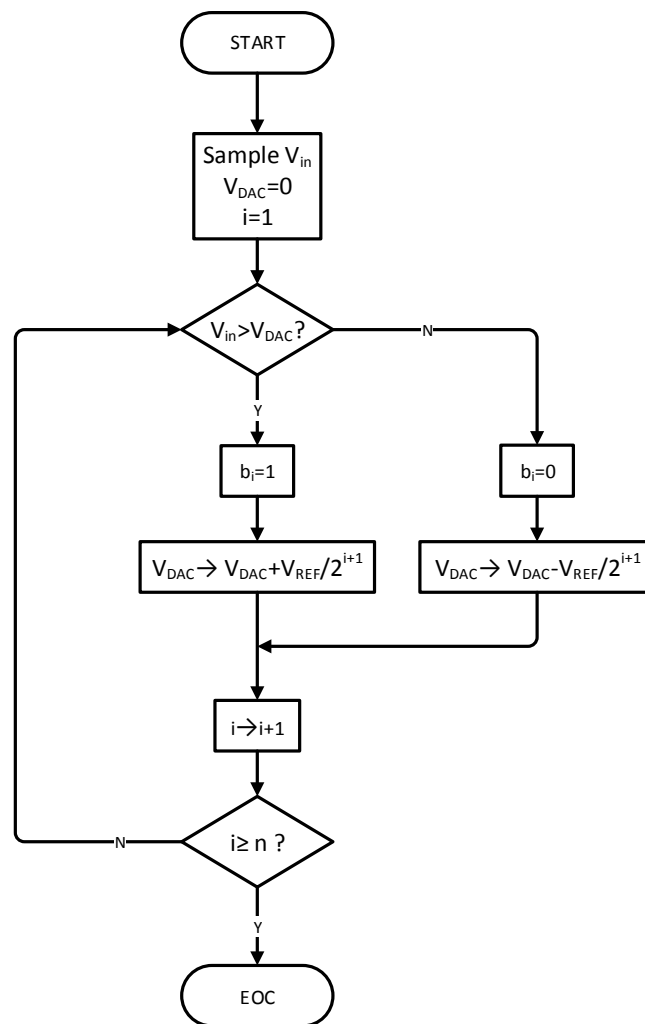 START
Sample V_in
V_DAC=0
i=1
V_in>V_DAC?
N
Y
b_i=1
b_i=0
V_DAC→ V_DAC+V_REF/2^i+1
V_DAC→ V_DAC-V_REF/2^i+1
i→i+1
i≥ n ?
N
Y
EOC